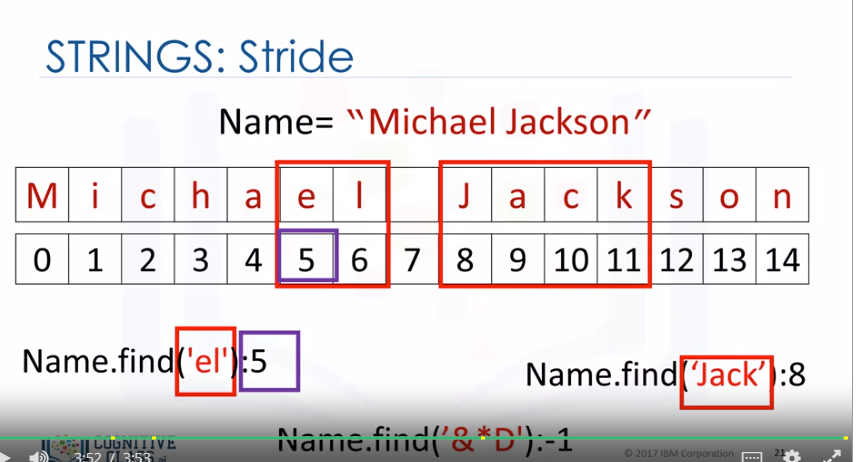 STRINGS: Stride
Name= “Michael Jackson”
M i c h a e l J a c k s o n
0 1 2 3 4 5 6 7 8 9 10 11 12 13 14
Name.find('el'):5
Name.find(‘Jack’):8
Name.find(’&*D'):-1
COGNITIVE
3:52 / 3:53
.ai
© 2017 IBM Corporation